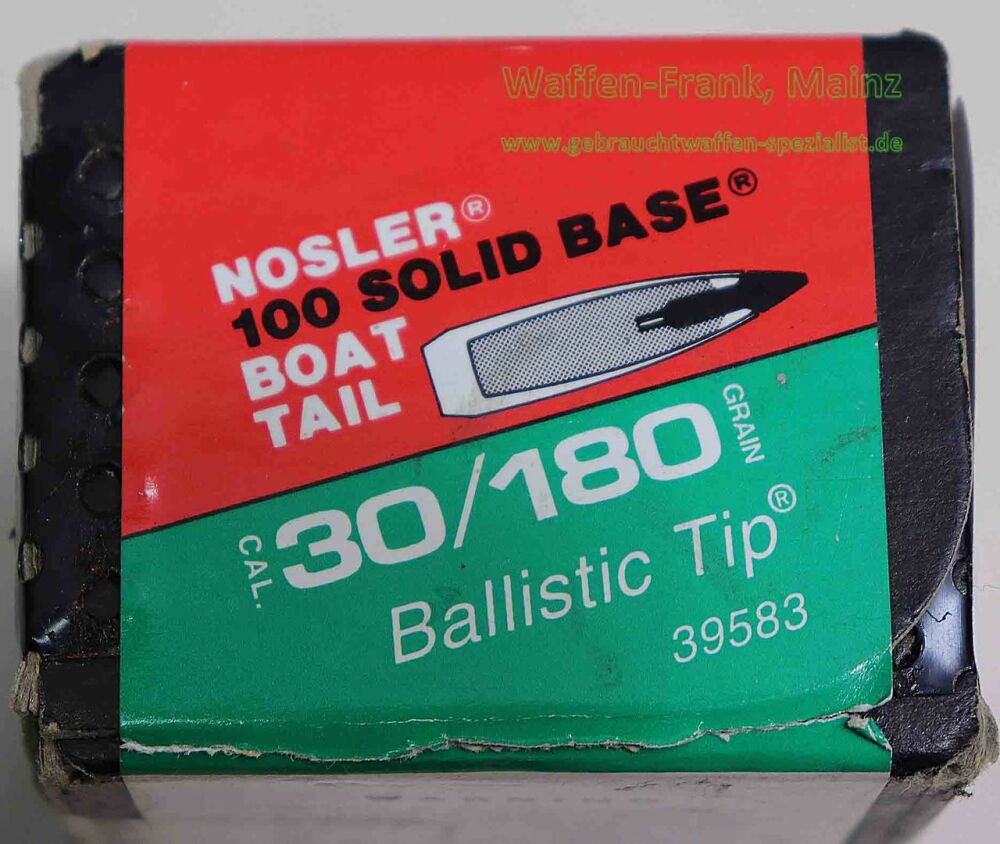 Waffen-Frank, Mainz
www.gebrauchtwaffen-spezialist.de
NOSLER®
100 SOLID BASE®
BOAT
TAIL
CAL. 30/180 GRAIN
Ballistic Tip®
39583
WARNING